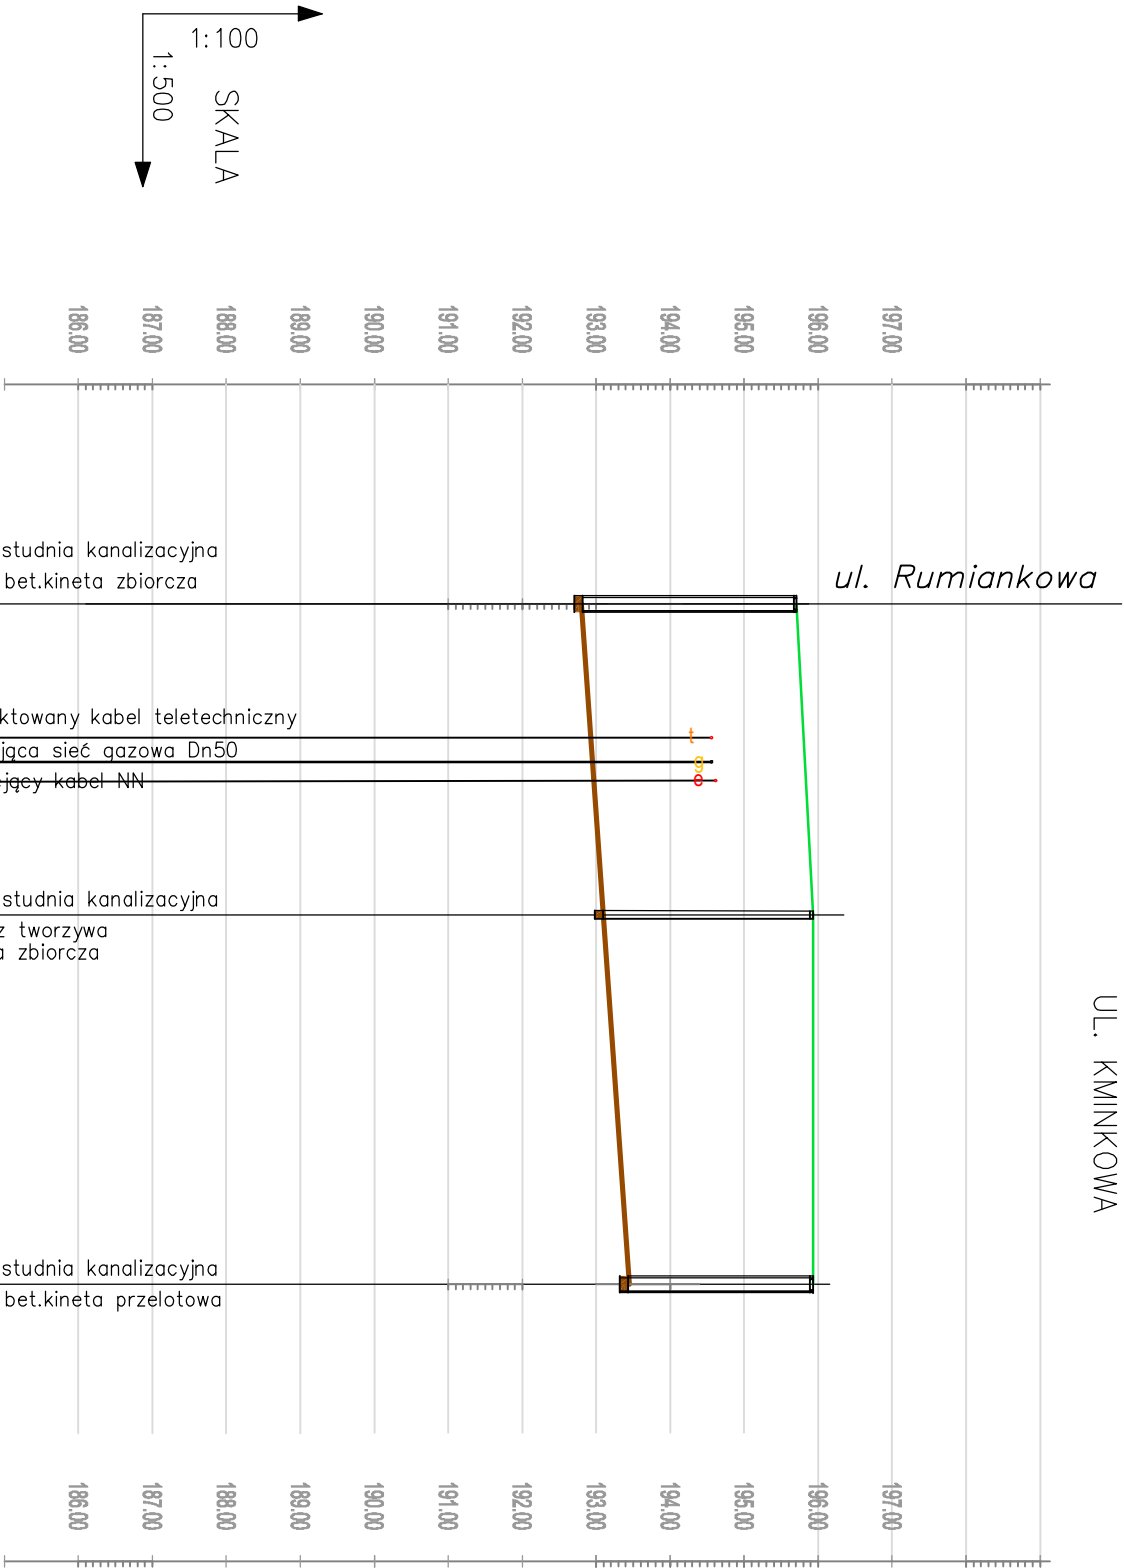 1:100
1:500
SKALA
186.00
187.00
188.00
189.00
190.00
191.00
192.00
193.00
194.00
195.00
196.00
197.00
studnia kanalizacyjna
bet.kineta zbiorcza
ul. Rumiankowa
ktowany kabel teletechniczny
t
jąca sieć gazowa Dn50
g
ejący kabel NN
e
studnia kanalizacyjna
z tworzywa
a zbiorcza
UL. KMINKOWA
studnia kanalizacyjna
bet.kineta przelotowa
186.00
187.00
188.00
189.00
190.00
191.00
192.00
193.00
194.00
195.00
196.00
197.00